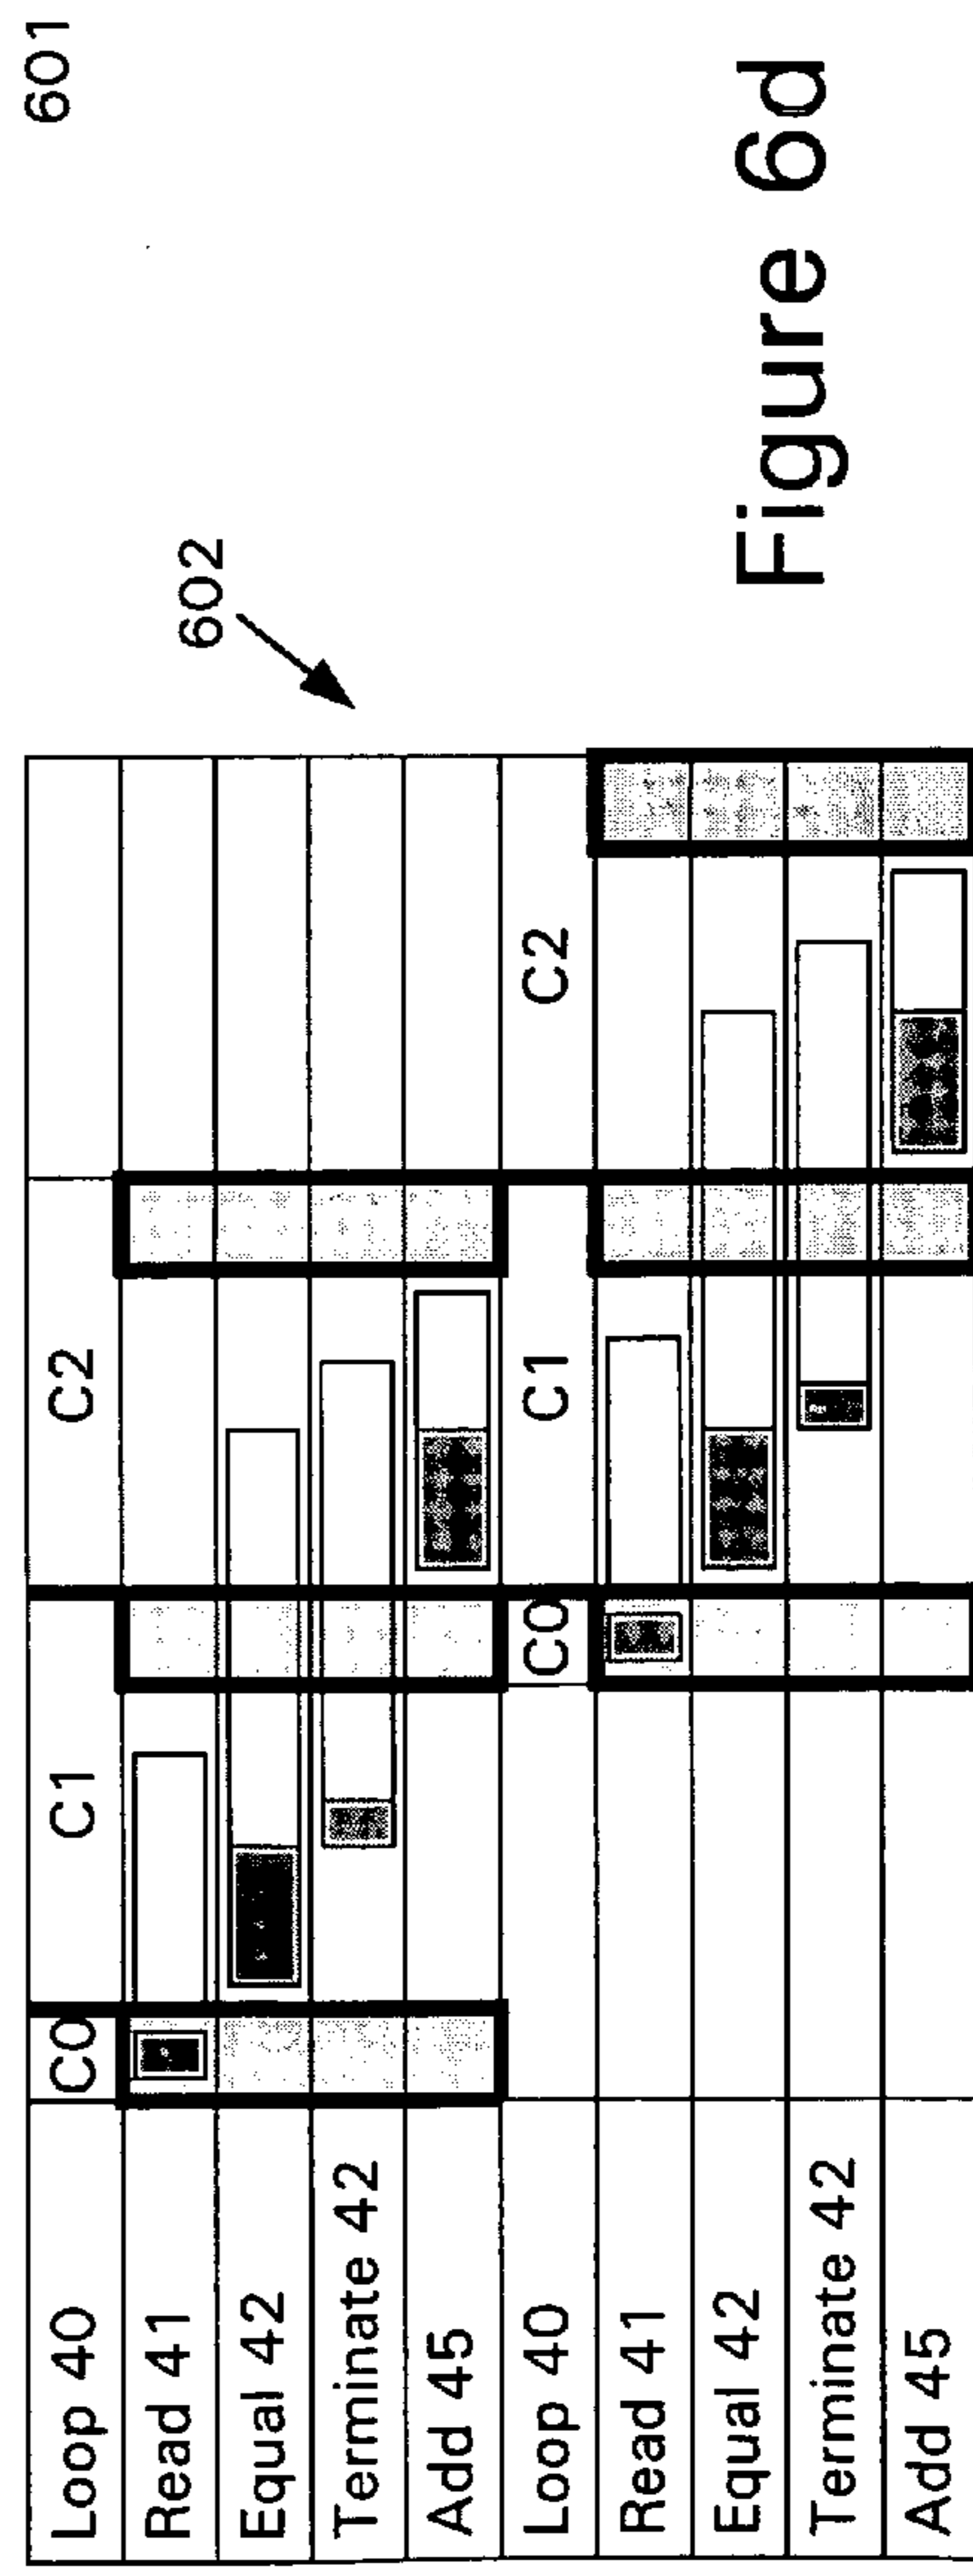 601
602
Loop 40 C0 C1 C2
Read 41
Equal 42
Terminate 42
Add 45
Loop 40 C0 C1 C2
Read 41
Equal 42
Terminate 42
Add 45
Figure 6d